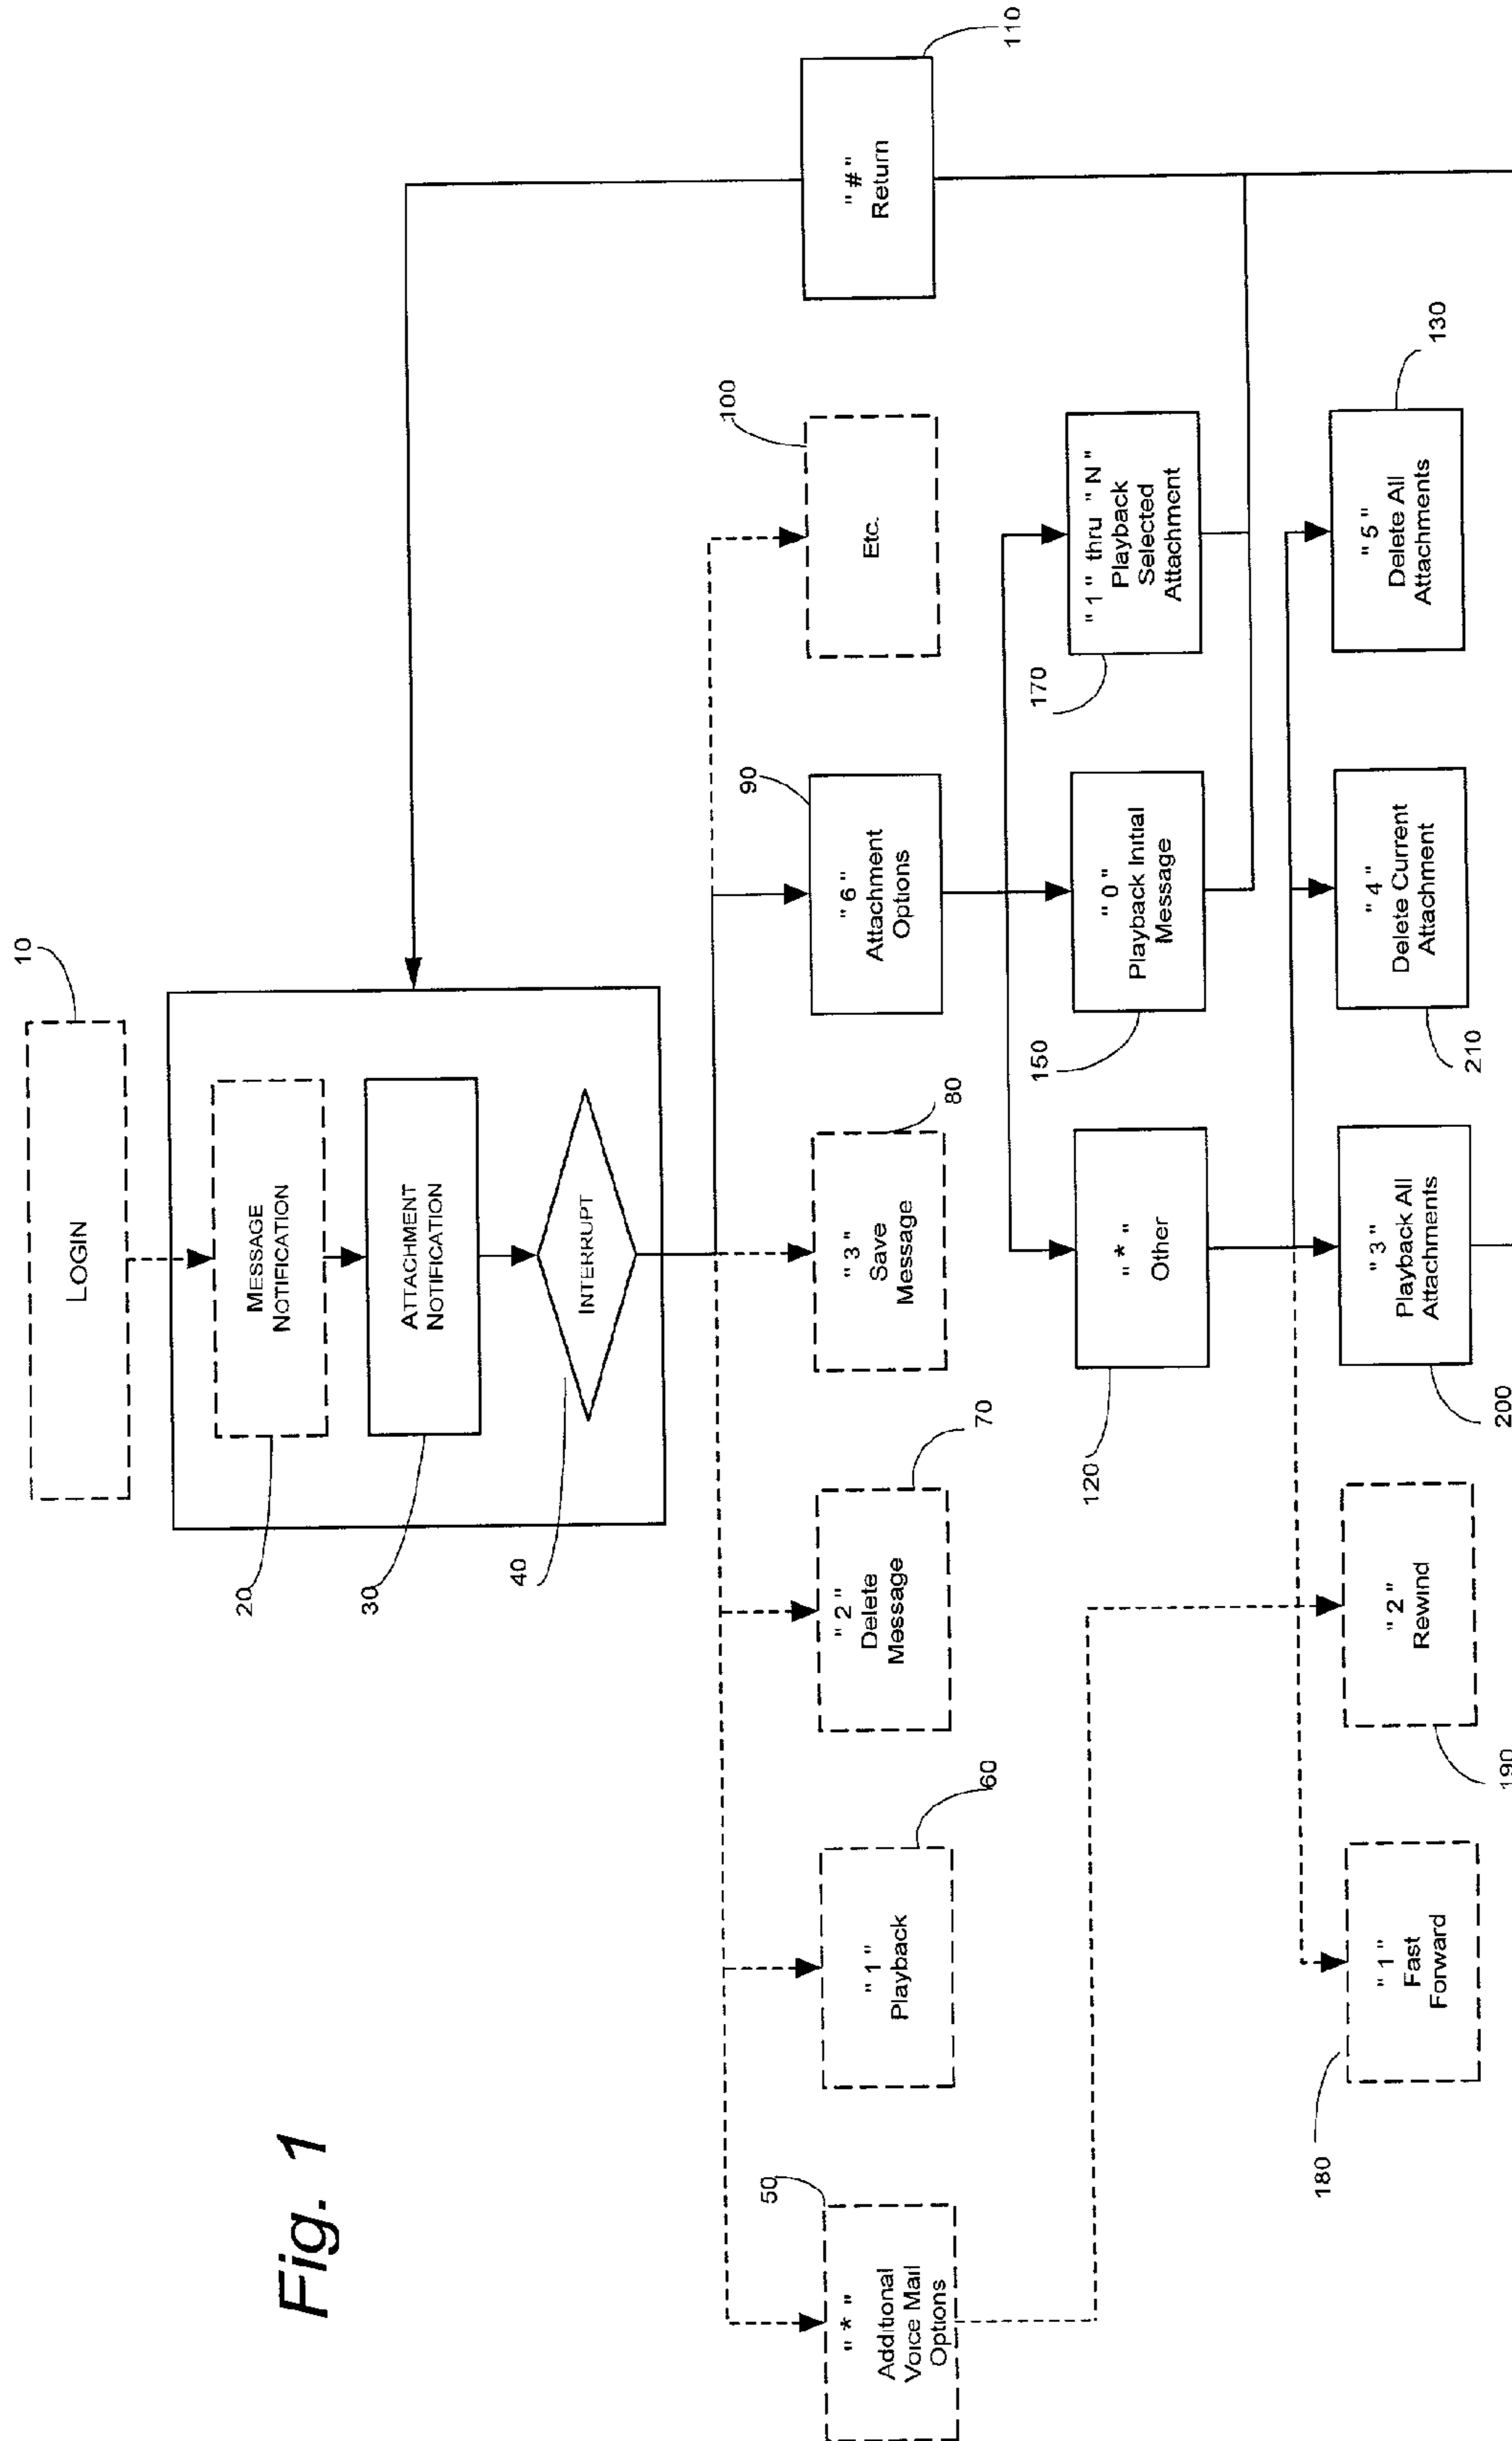 Fig. 1
LOGIN
10
MESSAGE
NOTIFICATION
20
ATTACHMENT
NOTIFICATION
30
INTERRUPT
40
" * "
Additional
Voice Mail
Options
50
" 1 "
Playback
60
" 2 "
Delete
Message
70
" 3 "
Save
Message
80
" 6 "
Attachment
Options
90
Etc.
100
" # "
Return
110
" * "
Other
120
" 0 "
Playback Initial
Message
150
" 1 " thru " N "
Playback
Selected
Attachment
170
" 1 "
Fast
Forward
180
" 2 "
Rewind
190
" 3 "
Playback All
Attachments
200
" 4 "
Delete Current
Attachment
210
" 5 "
Delete All
Attachments
130